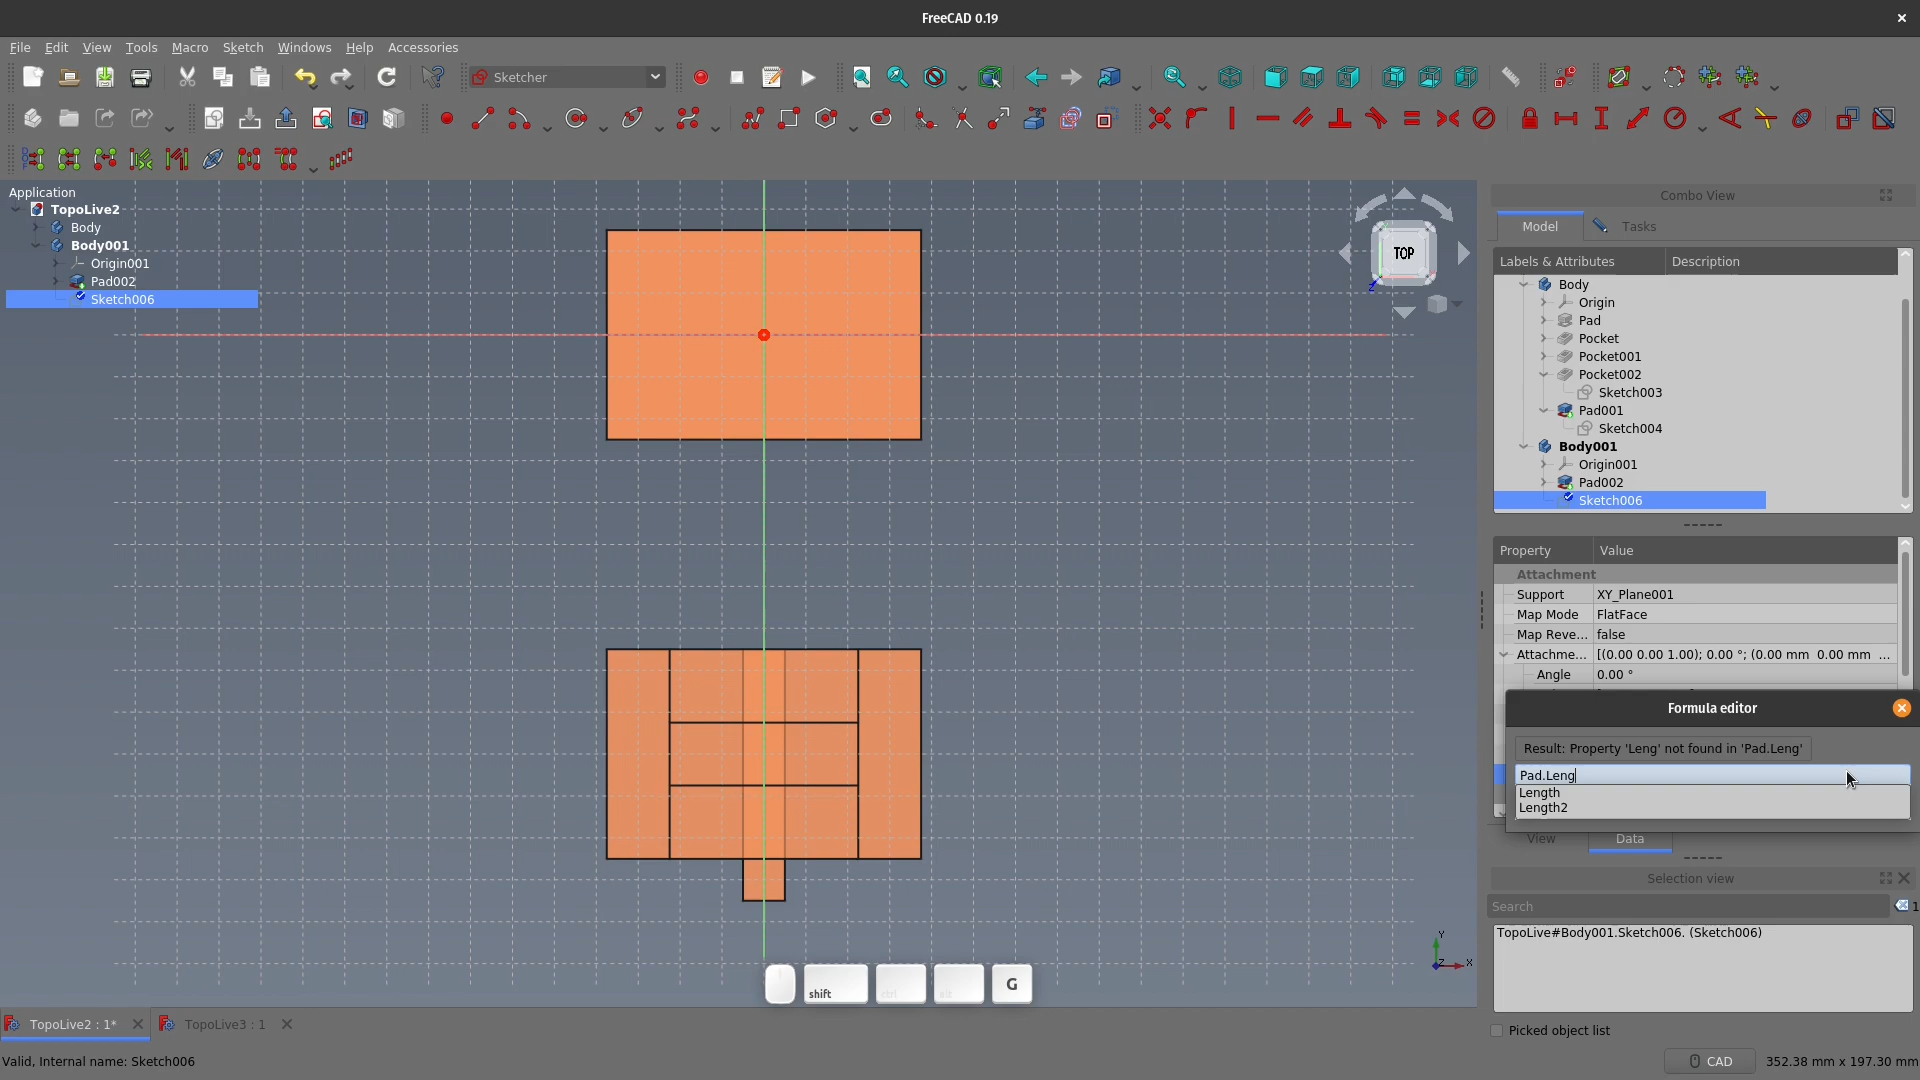 FreeCAD 0.19
File Edit View Tools Macro Sketch Windows Help Accessories
Sketcher
Application
TopoLive2
Body
Body001
Origin001
Pad002
Sketch006
TOP
Y
Z
X
Z
Combo View
Model
Tasks
Labels & Attributes Description
Body
Origin
Pad
Pocket
Pocket001
Pocket002
Sketch003
Pad001
Sketch004
Body001
Origin001
Pad002
Sketch006
Property Value
Attachment
Support XY_Plane001
Map Mode FlatFace
Map Reve... false
Attachme... [(0.00 0.00 1.00); 0.00 °; (0.00 mm 0.00 mm ...
Angle 0.00 °
Formula editor
Result: Property 'Leng' not found in 'Pad.Leng'
Pad.Leng
Length
Length2
View Data
Selection view
Search
1
TopoLive#Body001.Sketch006. (Sketch006)
Picked object list
shift ctrl alt G
TopoLive2 : 1*
TopoLive3 : 1
Valid, Internal name: Sketch006
CAD
352.38 mm x 197.30 mm